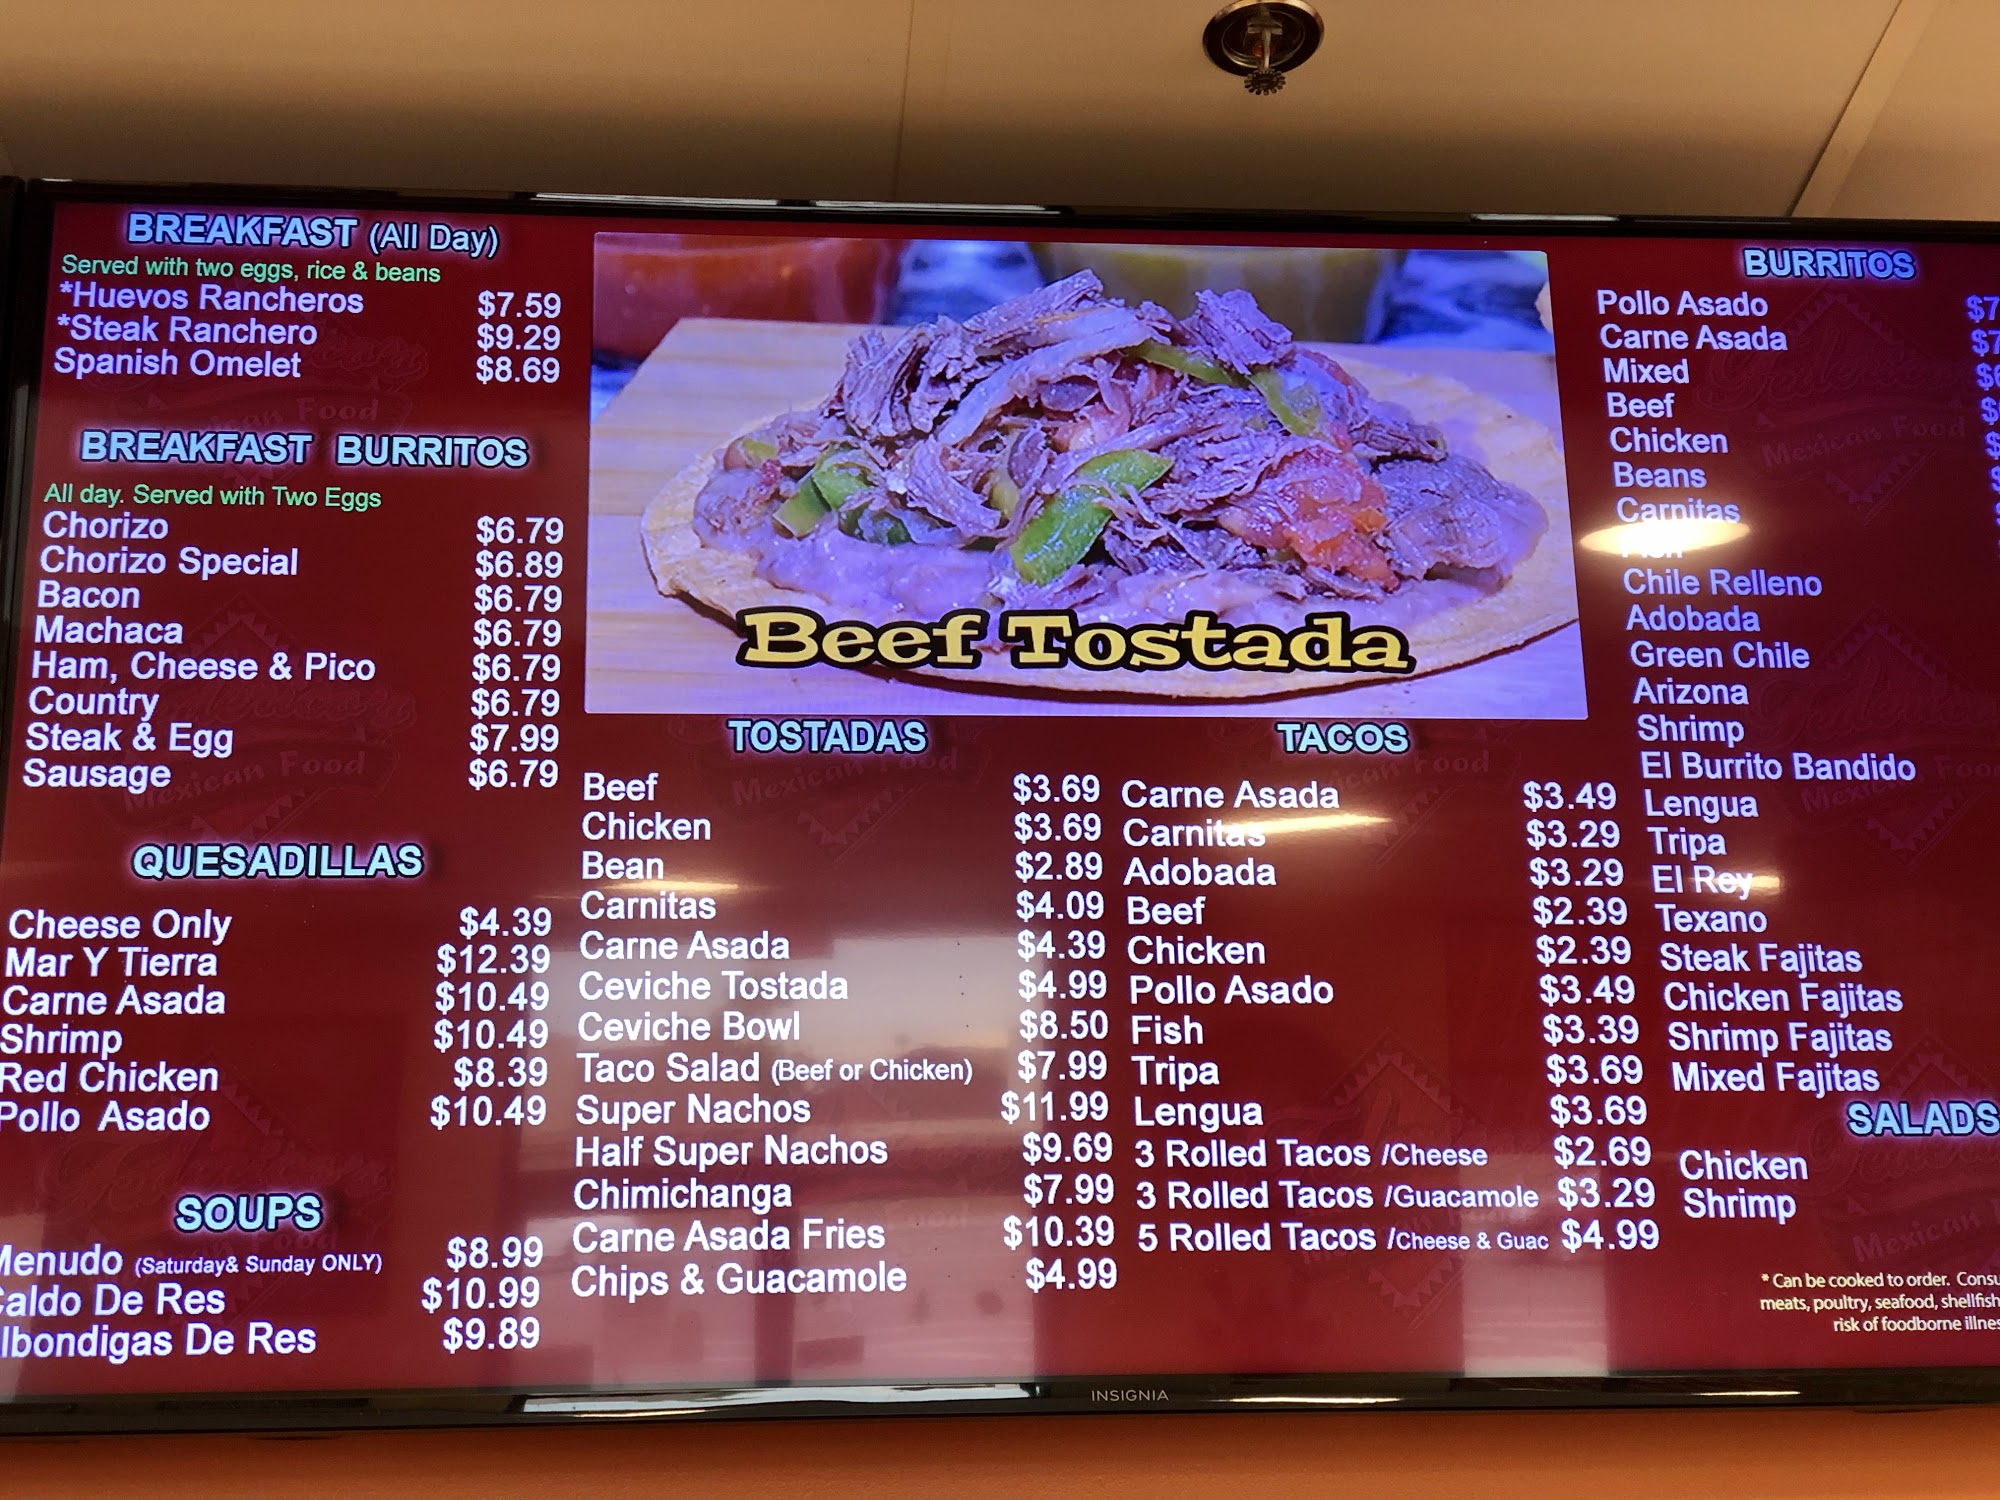 BREAKFAST (All Day)
Served with two eggs, rice & beans
*Huevos Rancheros $7.59
*Steak Ranchero $9.29
Spanish Omelet $8.69
BREAKFAST BURRITOS
All day. Served with Two Eggs
Chorizo $6.79
Chorizo Special $6.89
Bacon $6.79
Machaca $6.79
Ham, Cheese & Pico $6.79
Country $6.79
Steak & Egg $7.99
Sausage $6.79
QUESADILLAS
Cheese Only $4.39
Mar Y Tierra $12.39
Carne Asada $10.49
Shrimp $10.49
Red Chicken $8.39
Pollo Asado $10.49
SOUPS
Menudo (Saturday& Sunday ONLY) $8.99
Caldo De Res $10.99
lbondigas De Res $9.89
Beef Tostada
TOSTADAS
Beef $3.69
Chicken $3.69
Bean $2.89
Carnitas $4.09
Carne Asada $4.39
Ceviche Tostada $4.99
Ceviche Bowl $8.50
Taco Salad (Beef or Chicken) $7.99
Super Nachos $11.99
Half Super Nachos $9.69
Chimichanga $7.99
Carne Asada Fries $10.39
Chips & Guacamole $4.99
TACOS
Carne Asada $3.49
Carnitas $3.29
Adobada $3.29
Beef $2.39
Chicken $2.39
Pollo Asado $3.49
Fish $3.39
Tripa $3.69
Lengua $3.69
3 Rolled Tacos /Cheese $2.69
3 Rolled Tacos /Guacamole $3.29
5 Rolled Tacos /Cheese & Guac $4.99
BURRITOS
Pollo Asado $7
Carne Asada $7
Mixed $6
Beef $
Chicken $
Beans $
Carnitas
Chile Relleno
Adobada
Green Chile
Arizona
Shrimp
El Burrito Bandido
Lengua
Tripa
El Rey
Texano
Steak Fajitas
Chicken Fajitas
Shrimp Fajitas
Mixed Fajitas
SALADS
Chicken
Shrimp
* Can be cooked to order. Consu
meats, poultry, seafood, shellfish
risk of foodborne illnes
INSIGNIA